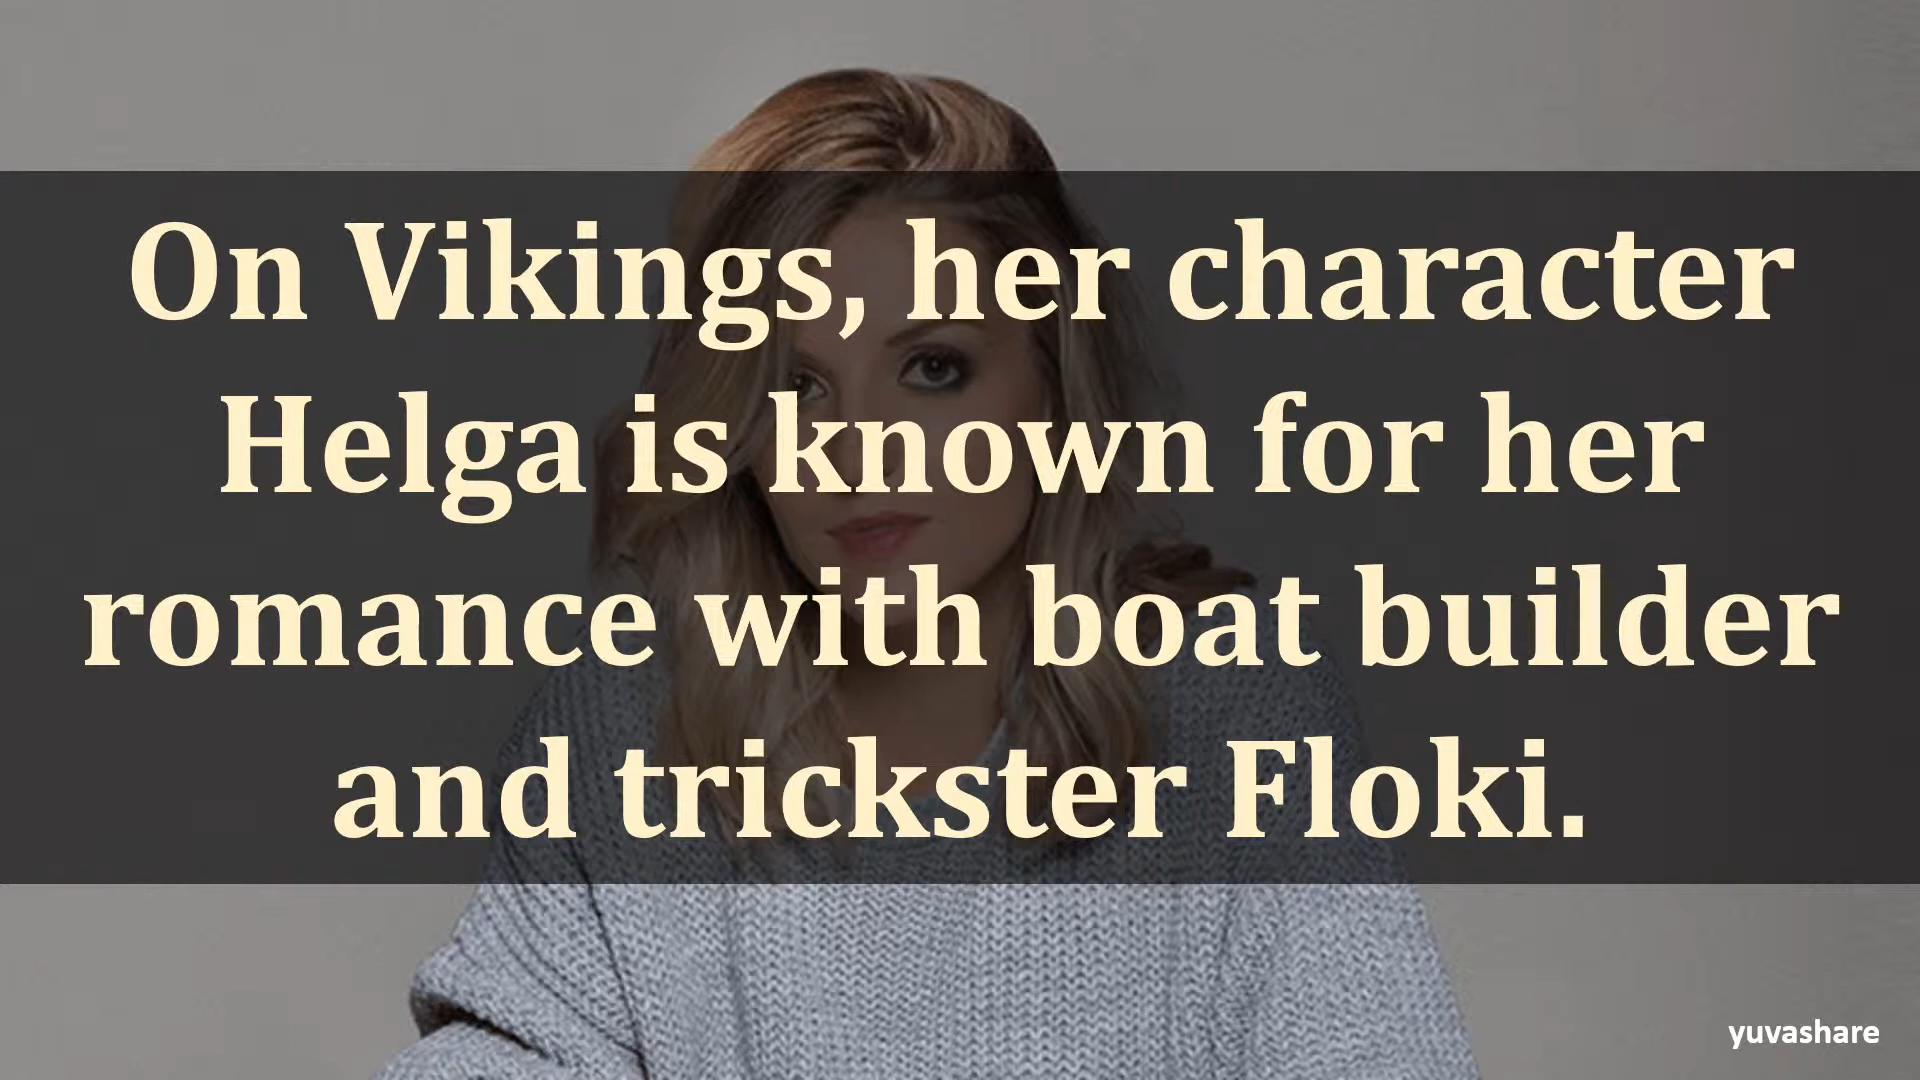 On Vikings, her character
Helga is known for her
romance with boat builder
and trickster Floki.
yuvashare